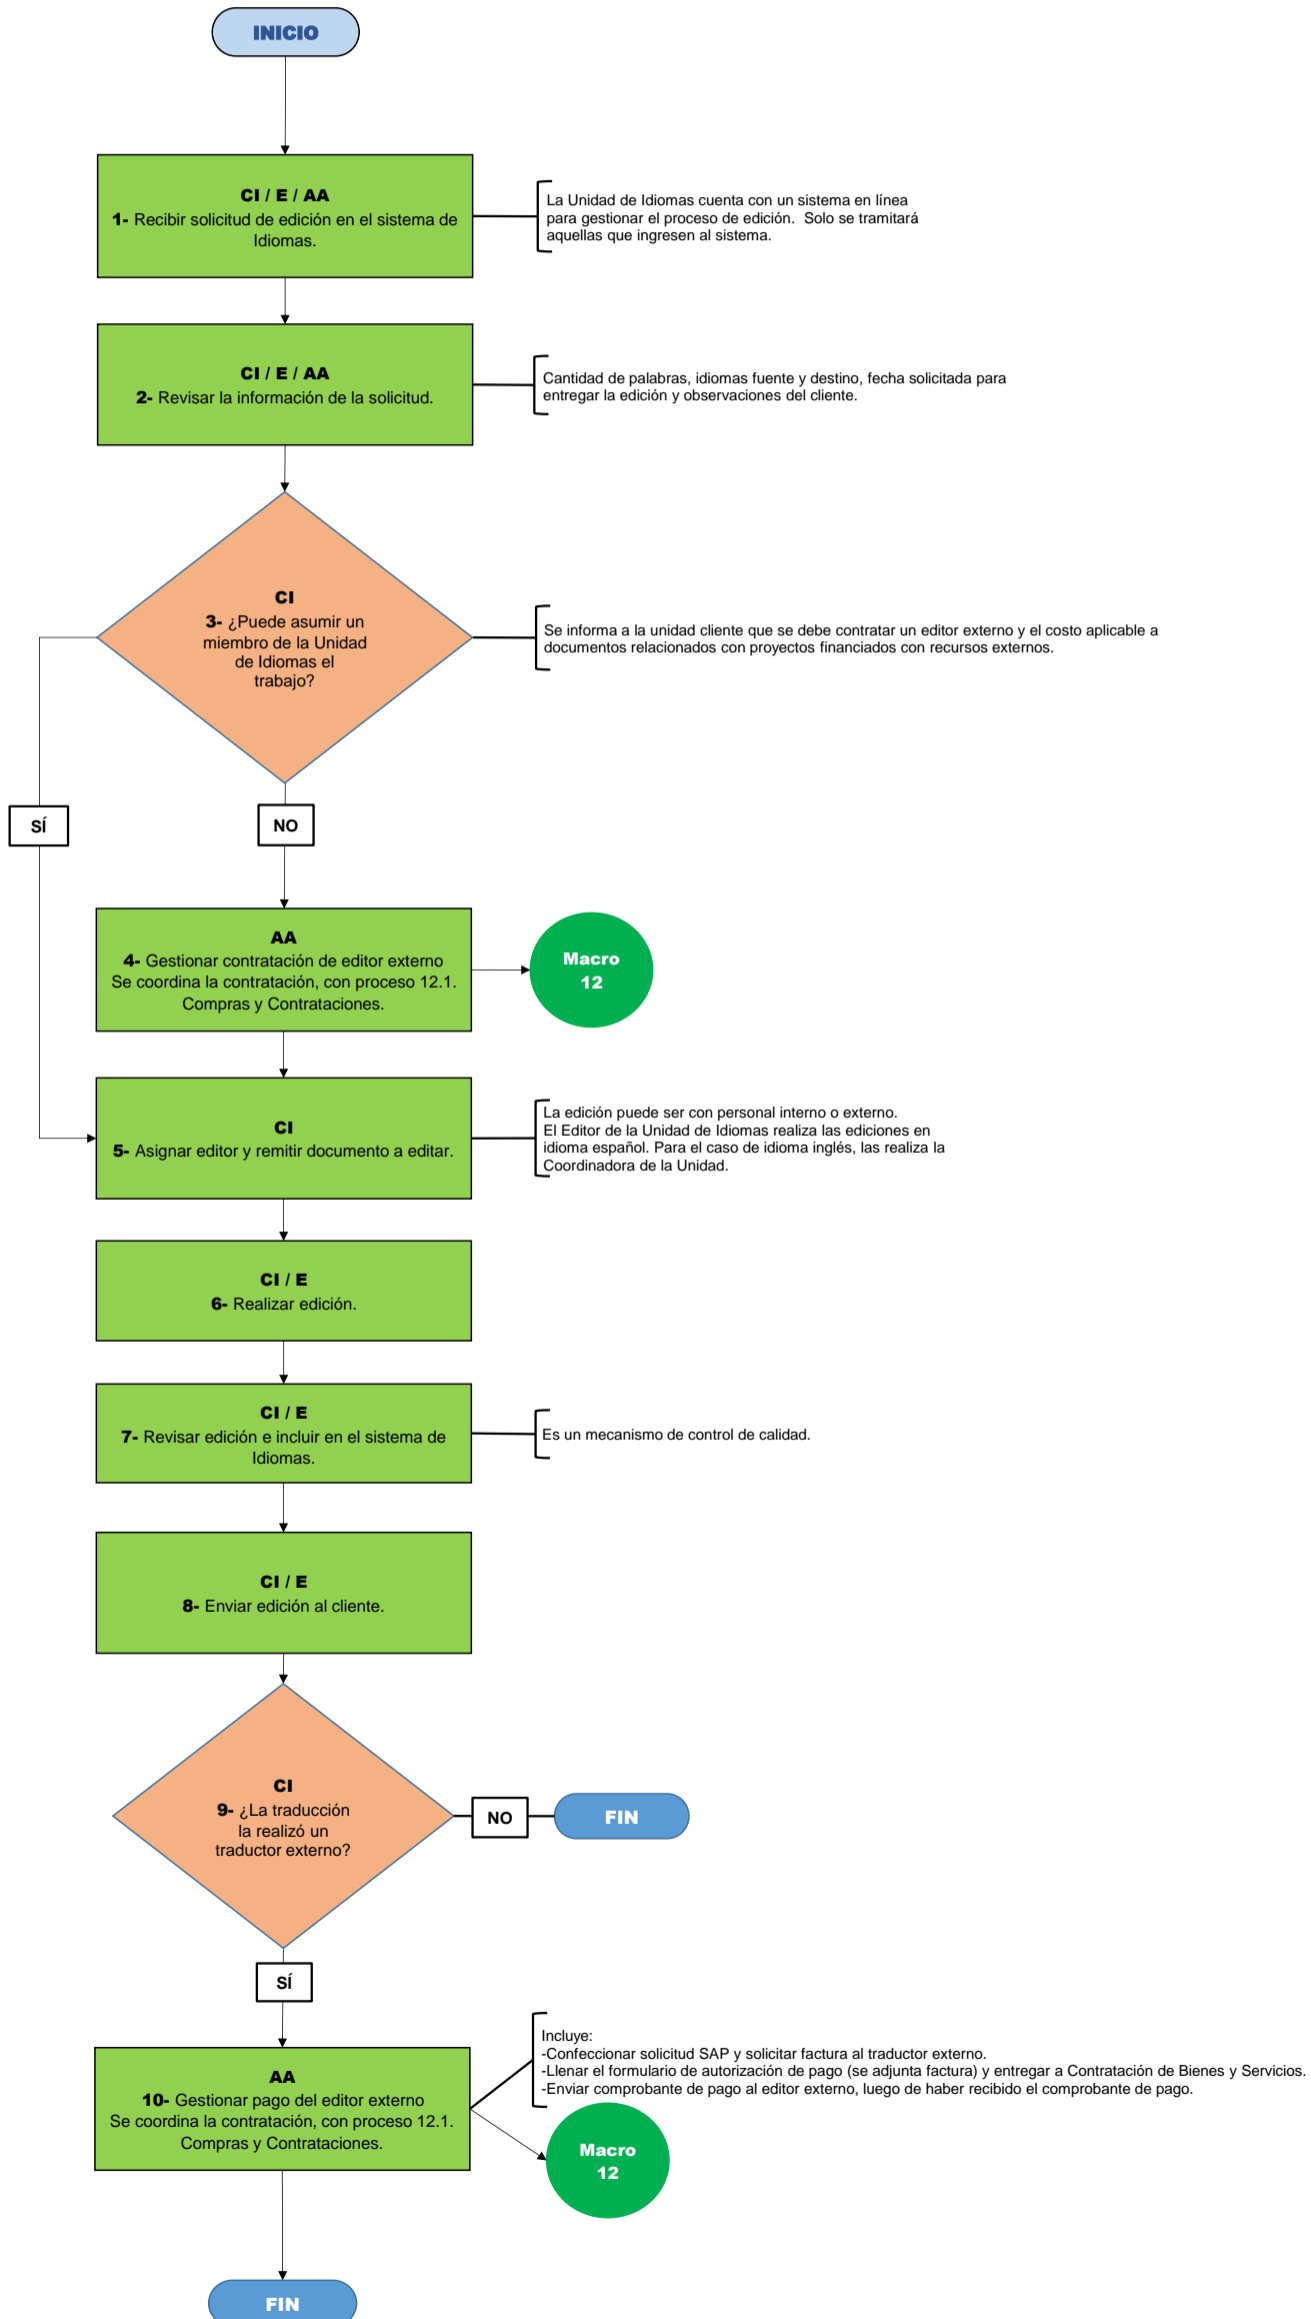 INICIO
CI / E / AA
1- Recibir solicitud de edición en el sistema de
Idiomas.
La Unidad de Idiomas cuenta con un sistema en línea
para gestionar el proceso de edición.  Solo se tramitará
aquellas que ingresen al sistema.
CI / E / AA
2- Revisar la información de la solicitud.
Cantidad de palabras, idiomas fuente y destino, fecha solicitada para
entregar la edición y observaciones del cliente.
CI
3- ¿Puede asumir un
miembro de la Unidad
de Idiomas el
trabajo?
Se informa a la unidad cliente que se debe contratar un editor externo y el costo aplicable a
documentos relacionados con proyectos financiados con recursos externos.
SÍ
NO
AA
4- Gestionar contratación de editor externo
Se coordina la contratación, con proceso 12.1.
Compras y Contrataciones.
Macro
12
CI
5- Asignar editor y remitir documento a editar.
La edición puede ser con personal interno o externo.
El Editor de la Unidad de Idiomas realiza las ediciones en
idioma español. Para el caso de idioma inglés, las realiza la
Coordinadora de la Unidad.
CI / E
6- Realizar edición.
CI / E
7- Revisar edición e incluir en el sistema de
Idiomas.
Es un mecanismo de control de calidad.
CI / E
8- Enviar edición al cliente.
CI
9- ¿La traducción
la realizó un
traductor externo?
NO
FIN
SÍ
AA
10- Gestionar pago del editor externo
Se coordina la contratación, con proceso 12.1.
Compras y Contrataciones.
Incluye:
-Confeccionar solicitud SAP y solicitar factura al traductor externo.
-Llenar el formulario de autorización de pago (se adjunta factura) y entregar a Contratación de Bienes y Servicios.
-Enviar comprobante de pago al editor externo, luego de haber recibido el comprobante de pago.
Macro
12
FIN